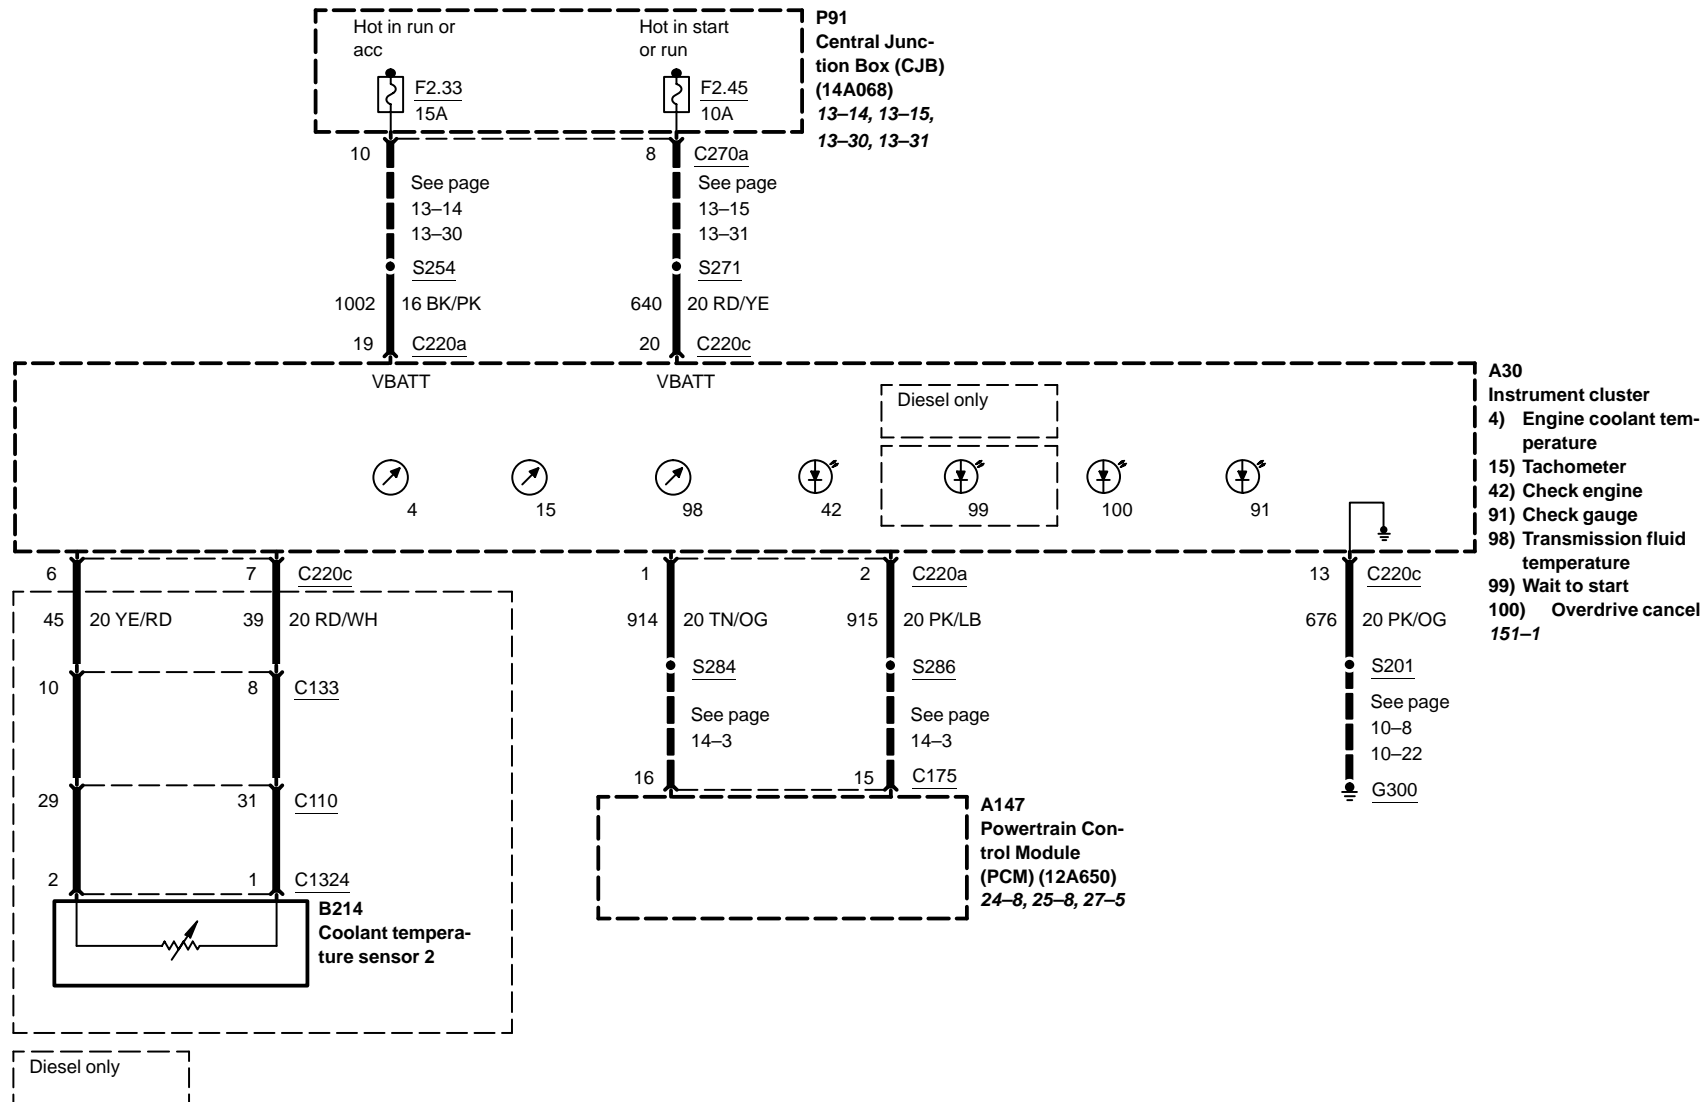 Hot in run or
acc
Hot in start
or run
F2.33
15A
F2.45
10A
P91
Central Junc-
tion Box (CJB)
(14A068)
13–14, 13–15,
13–30, 13–31
10
8
C270a
See page
13–14
13–30
See page
13–15
13–31
S254
S271
1002
16 BK/PK
640
20 RD/YE
19
C220a
20
C220c
VBATT
VBATT
Diesel only
4
15
98
42
99
100
91
A30
Instrument cluster
4) Engine coolant tem-
perature
15) Tachometer
42) Check engine
91) Check gauge
98) Transmission fluid
temperature
99) Wait to start
100) Overdrive cancel
151–1
6
7
C220c
1
2
C220a
13
C220c
45
20 YE/RD
39
20 RD/WH
914
20 TN/OG
915
20 PK/LB
676
20 PK/OG
S284
S286
S201
10
8
C133
See page
14–3
See page
14–3
See page
10–8
10–22
16
15
C175
G300
29
31
C110
A147
Powertrain Con-
trol Module
(PCM) (12A650)
24–8, 25–8, 27–5
2
1
C1324
B214
Coolant tempera-
ture sensor 2
Diesel only